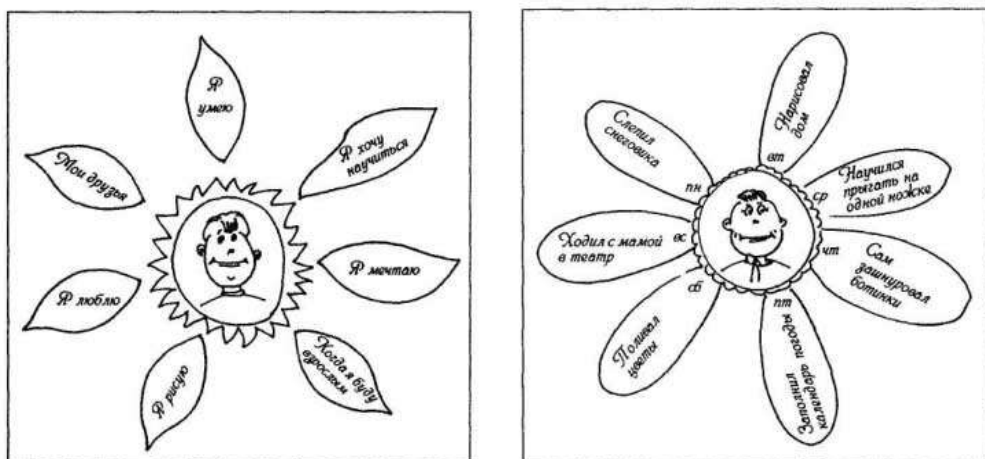 Я
умею
Я хочу
научиться
Я мечтаю
Когда я буду
взрослым
Я рисую
Я люблю
Мои друзья
пн
Слепил
снеговика
вт
Нарисовал
дом
ср
Научился
прыгать на
одной ножке
чт
Сам
зашнуровал
ботинки
пт
Заполнил
календарь погоды
сб
Поливал
цветы
вс
Ходил с мамой
в театр